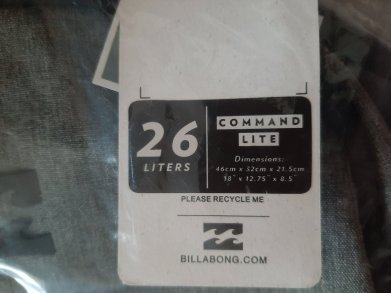 26
LITERS
COMMAND
LITE
Dimensions:
46cm x 32cm x 21.5cm
18" x 12.75" x 8.5"
PLEASE RECYCLE ME
BILLABONG.COM